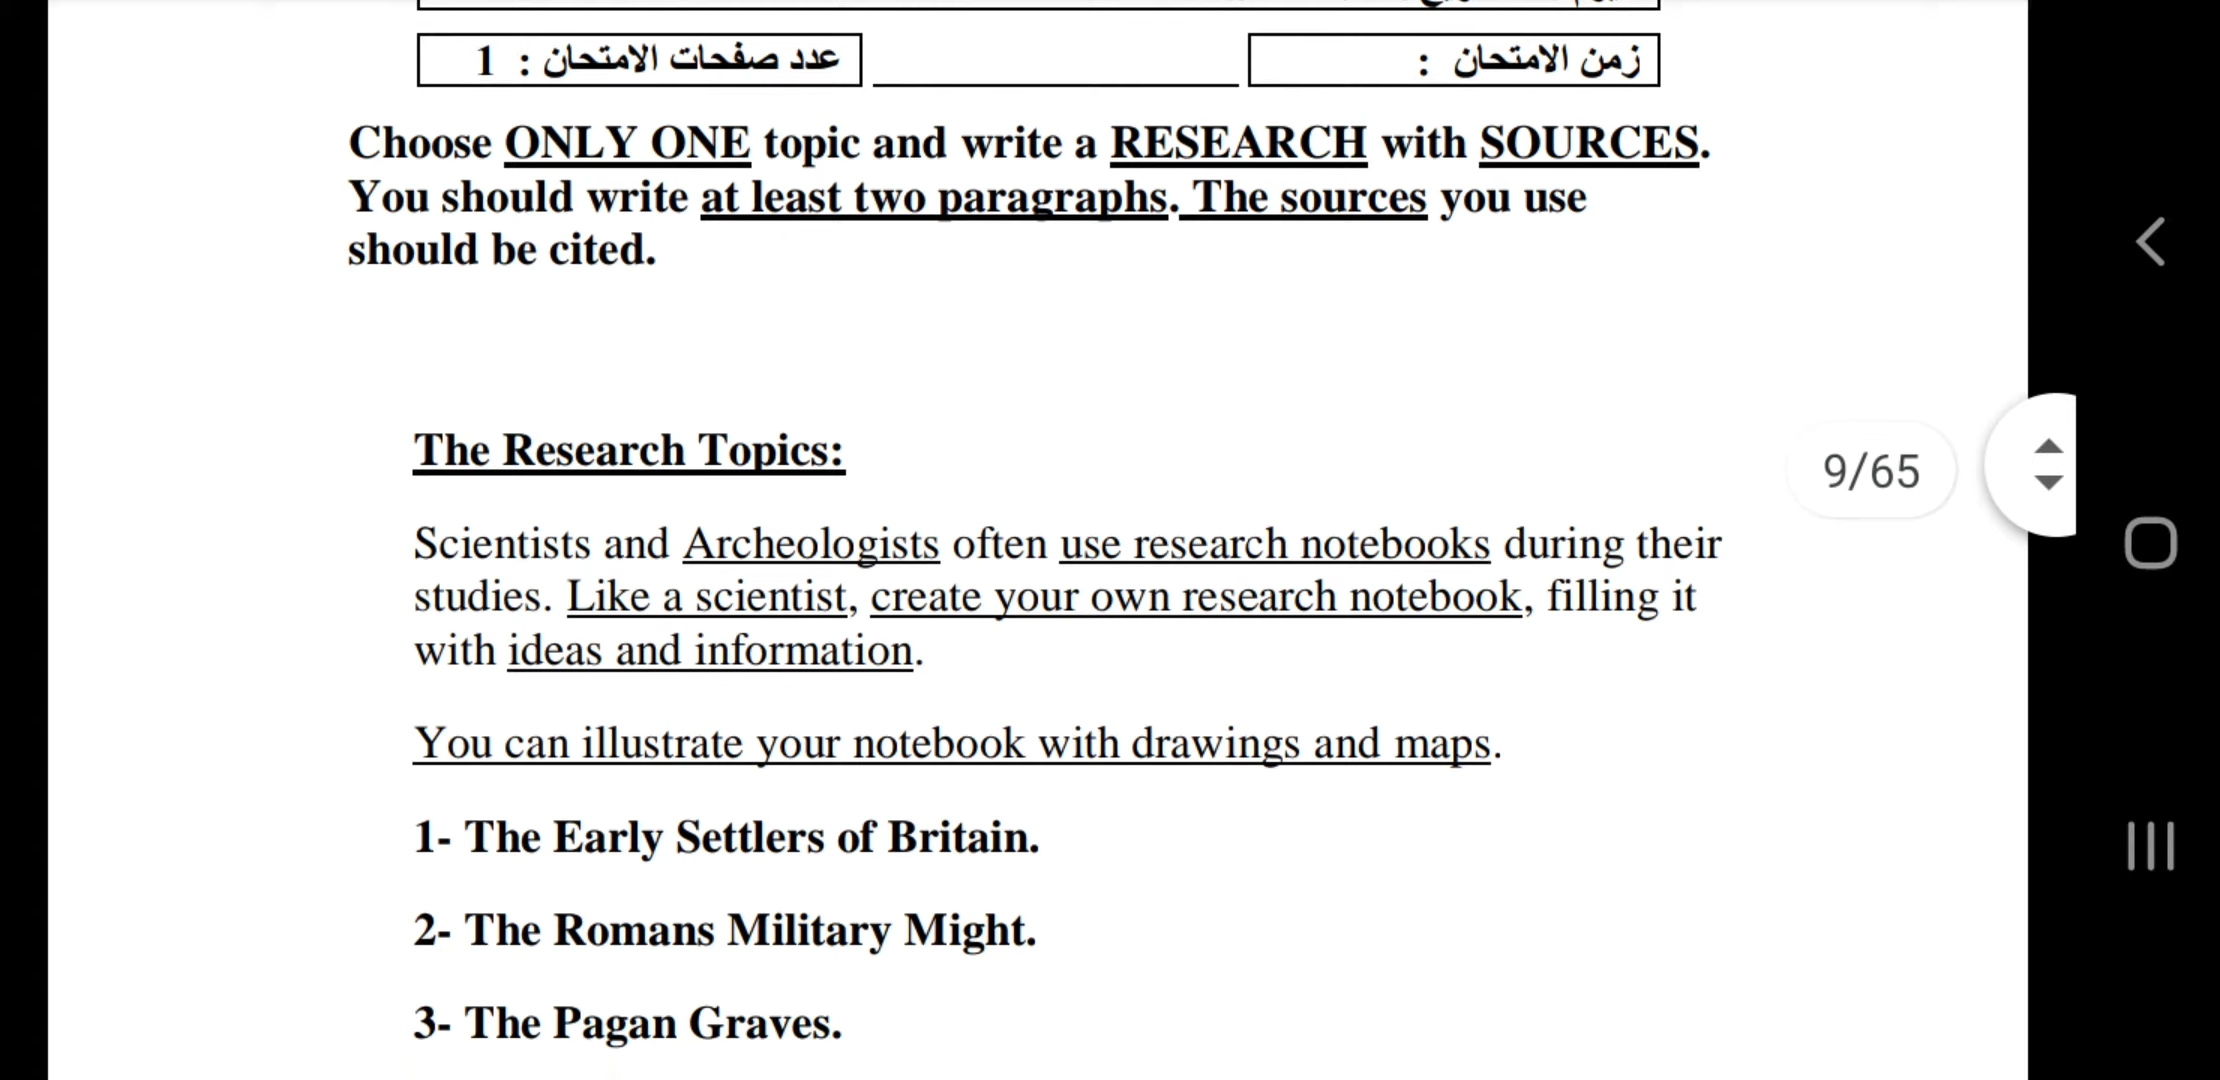 عدد صفحات الامتحان : 1
زمن الامتحان :
Choose ONLY ONE topic and write a RESEARCH with SOURCES.
You should write at least two paragraphs. The sources you use
should be cited.
The Research Topics:
9/65
Scientists and Archeologists often use research notebooks during their
studies. Like a scientist, create your own research notebook, filling it
with ideas and information.
You can illustrate your notebook with drawings and maps.
1- The Early Settlers of Britain.
2- The Romans Military Might.
3- The Pagan Graves.